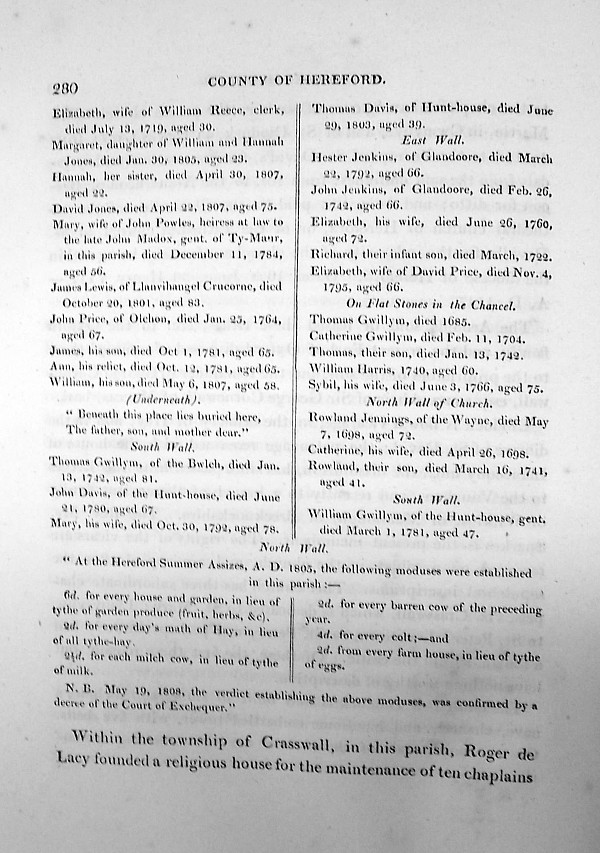 280
COUNTY OF HEREFORD.
Elizabeth, wife of William Reece, clerk,
died July 13, 1719, aged 30.
Margaret, daughter of William and Hannah
Jones, died Jan. 30, 1805, aged 23.
Hannah, her sister, died April 30, 1807,
aged 22.
David Jones, died April 22, 1807, aged 75.
Mary, wife of John Powles, heiress at law to
the late John Madox, gent. of Ty-Maur,
in this parish, died December 11, 1784,
aged 56.
James Lewis, of Llanvihangel Crucorne, died
October 20, 1801, aged 83.
John Price, of Olchon, died Jan. 25, 1764,
aged 67.
James, his son, died Oct 1, 1781, aged 65.
Ann, his relict, died Oct. 12, 1781, aged 65.
William, his son, died May 6, 1807, aged 58.
(Underneath).
" Beneath this place lies buried here,
The father, son, and mother dear."
South Wall.
Thomas Gwillym, of the Bwlch, died Jan.
13, 1742, aged 81.
John Davis, of the Hunt-house, died June
21, 1780, aged 67.
Mary, his wife, died Oct. 30, 1792, aged 78.
Thomas Davis, of Hunt-house, died June
29, 1803, aged 39.
East Wall.
Hester Jenkins, of Glandoore, died March
22, 1792, aged 66.
John Jenkins, of Glandoore, died Feb. 26,
1742, aged 66.
Elizabeth, his wife, died June 26, 1760,
aged 72.
Richard, their infant son, died March, 1722.
Elizabeth, wife of David Price, died Nov. 4,
1795, aged 66.
On Flat Stones in the Chancel.
Thomas Gwillym, died 1685.
Catherine Gwillym, died Feb. 11, 1704.
Thomas, their son, died Jan. 13, 1742.
William Harris, 1740, aged 60.
Sybil, his wife, died June 3, 1766, aged 75.
North Wall of Church.
Rowland Jennings, of the Wayne, died May
7, 1698, aged 72.
Catherine, his wife, died April 26, 1698.
Rowland, their son, died March 16, 1741,
aged 41.
South Wall.
William Gwillym, of the Hunt-house, gent.
died March 1, 1781, aged 47.
North Wall.
" At the Hereford Summer Assizes, A. D. 1805, the following moduses were established
in this parish :—
6d. for every house and garden, in lieu of
tythe of garden produce (fruit, herbs, &c).
2d. for every day's math of Hay, in lieu
of all tythe-hay.
2½d. for each milch cow, in lieu of tythe
of milk.
2d. for every barren cow of the preceding
year.
4d. for every colt ;—and
2d. from every farm house, in lieu of tythe
of eggs.
N. B. May 19, 1808, the verdict establishing the above moduses, was confirmed by a
decree of the Court of Exchequer."
Within the township of Crasswall, in this parish, Roger de
Lacy founded a religious house for the maintenance of ten chaplains